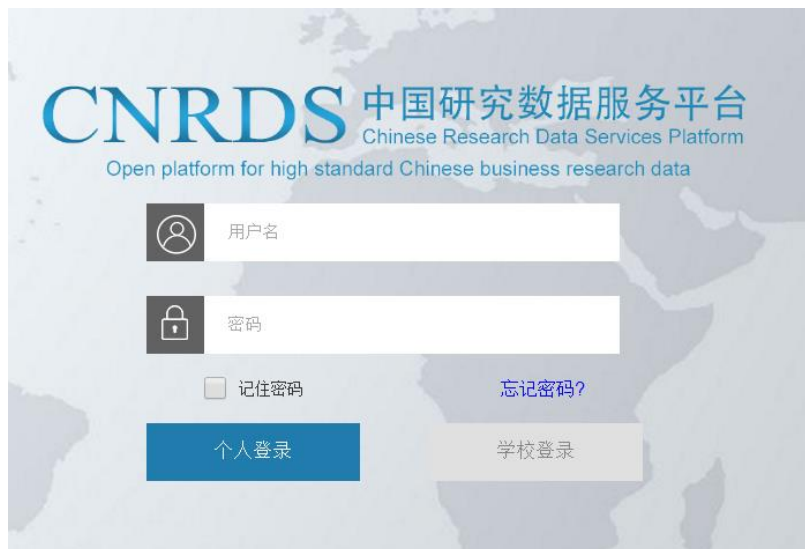 CNRDS 中国研究数据服务平台
Chinese Research Data Services Platform
Open platform for high standard Chinese business research data
用户名
密码
记住密码 忘记密码?
个人登录 学校登录